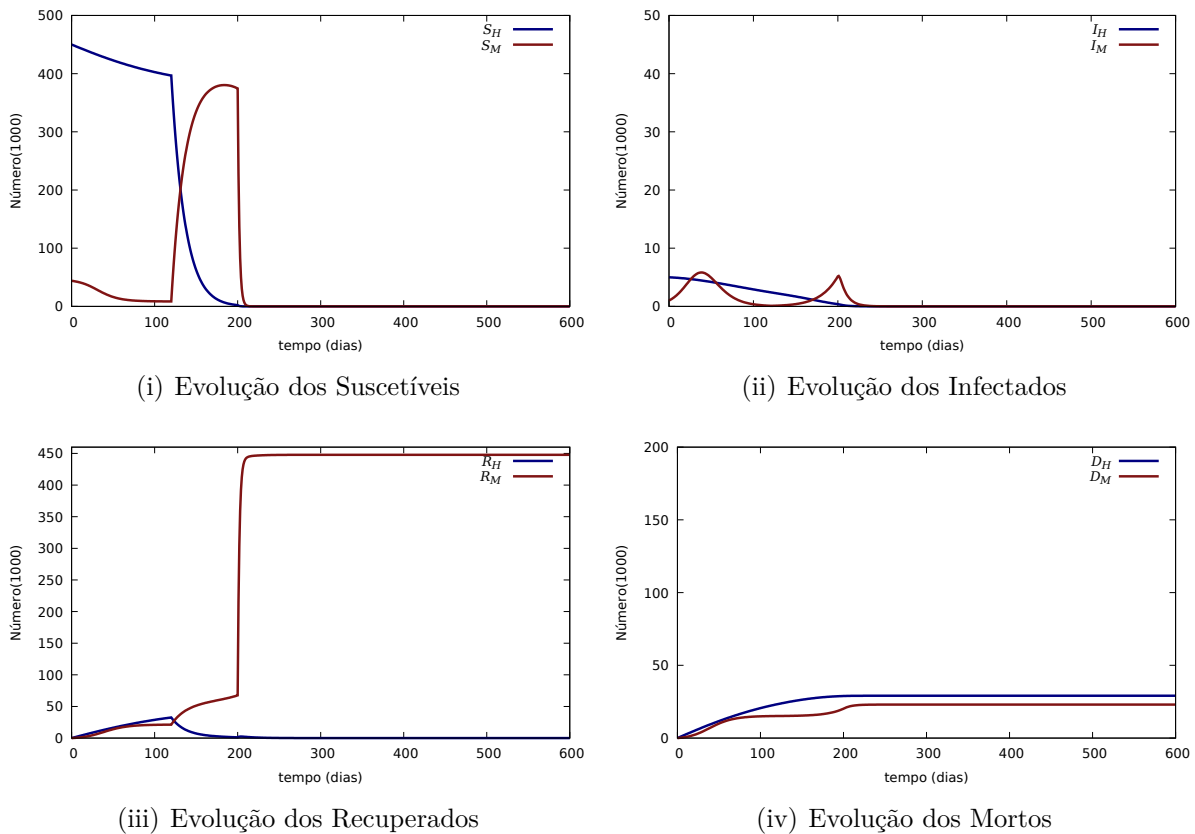 500
400
300
200
100
0
Número(1000)
S_H
S_M
0 100 200 300 400 500 600
tempo (dias)
(i) Evolução dos Suscetíveis
50
40
30
20
10
0
Número(1000)
I_H
I_M
0 100 200 300 400 500 600
tempo (dias)
(ii) Evolução dos Infectados
450
400
350
300
250
200
150
100
50
0
Número(1000)
R_H
R_M
0 100 200 300 400 500 600
tempo (dias)
(iii) Evolução dos Recuperados
200
150
100
50
0
Número(1000)
D_H
D_M
0 100 200 300 400 500 600
tempo (dias)
(iv) Evolução dos Mortos